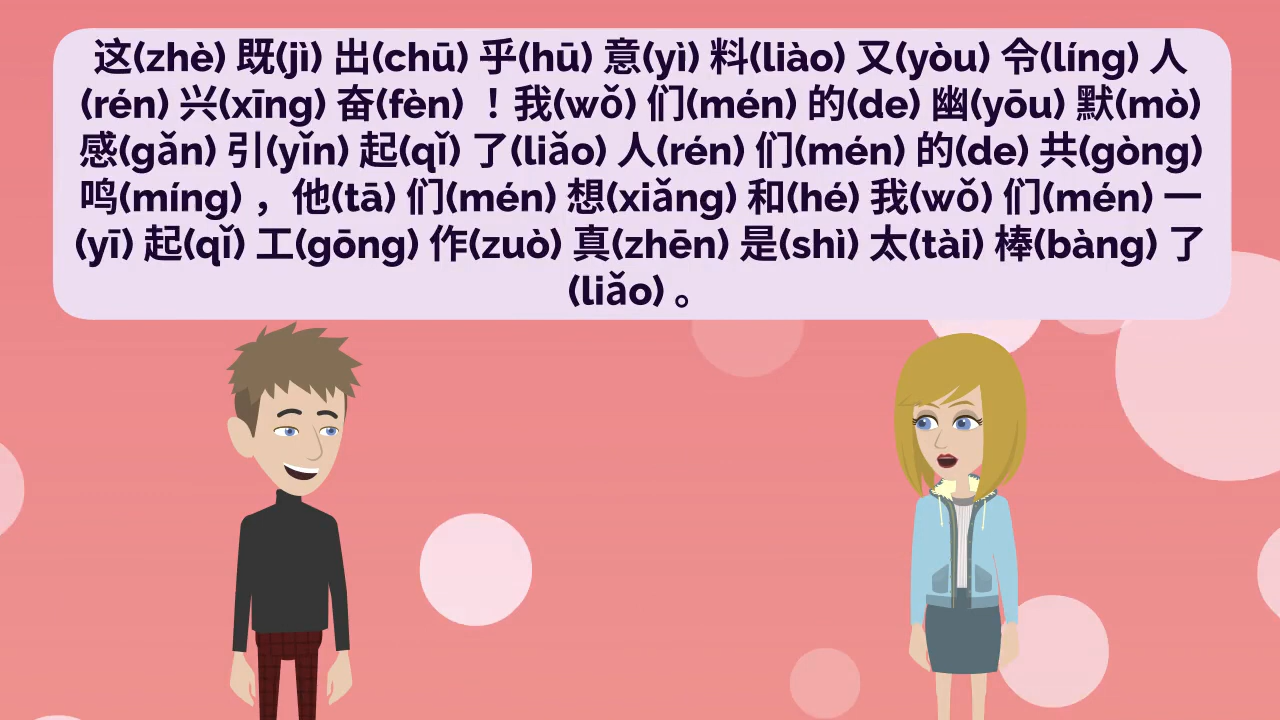 这(zhè) 既(jì) 出(chū) 乎(hū) 意(yì) 料(liào) 又(yòu) 令(líng) 人
(rén) 兴(xīng) 奋(fèn) ！我(wǒ) 们(mén) 的(de) 幽(yōu) 默(mò)
感(gǎn) 引(yǐn) 起(qǐ) 了(liǎo) 人(rén) 们(mén) 的(de) 共(gòng)
鸣(míng) ，他(tā) 们(mén) 想(xiǎng) 和(hé) 我(wǒ) 们(mén) 一
(yī) 起(qǐ) 工(gōng) 作(zuò) 真(zhēn) 是(shì) 太(tài) 棒(bàng) 了
(liǎo) 。